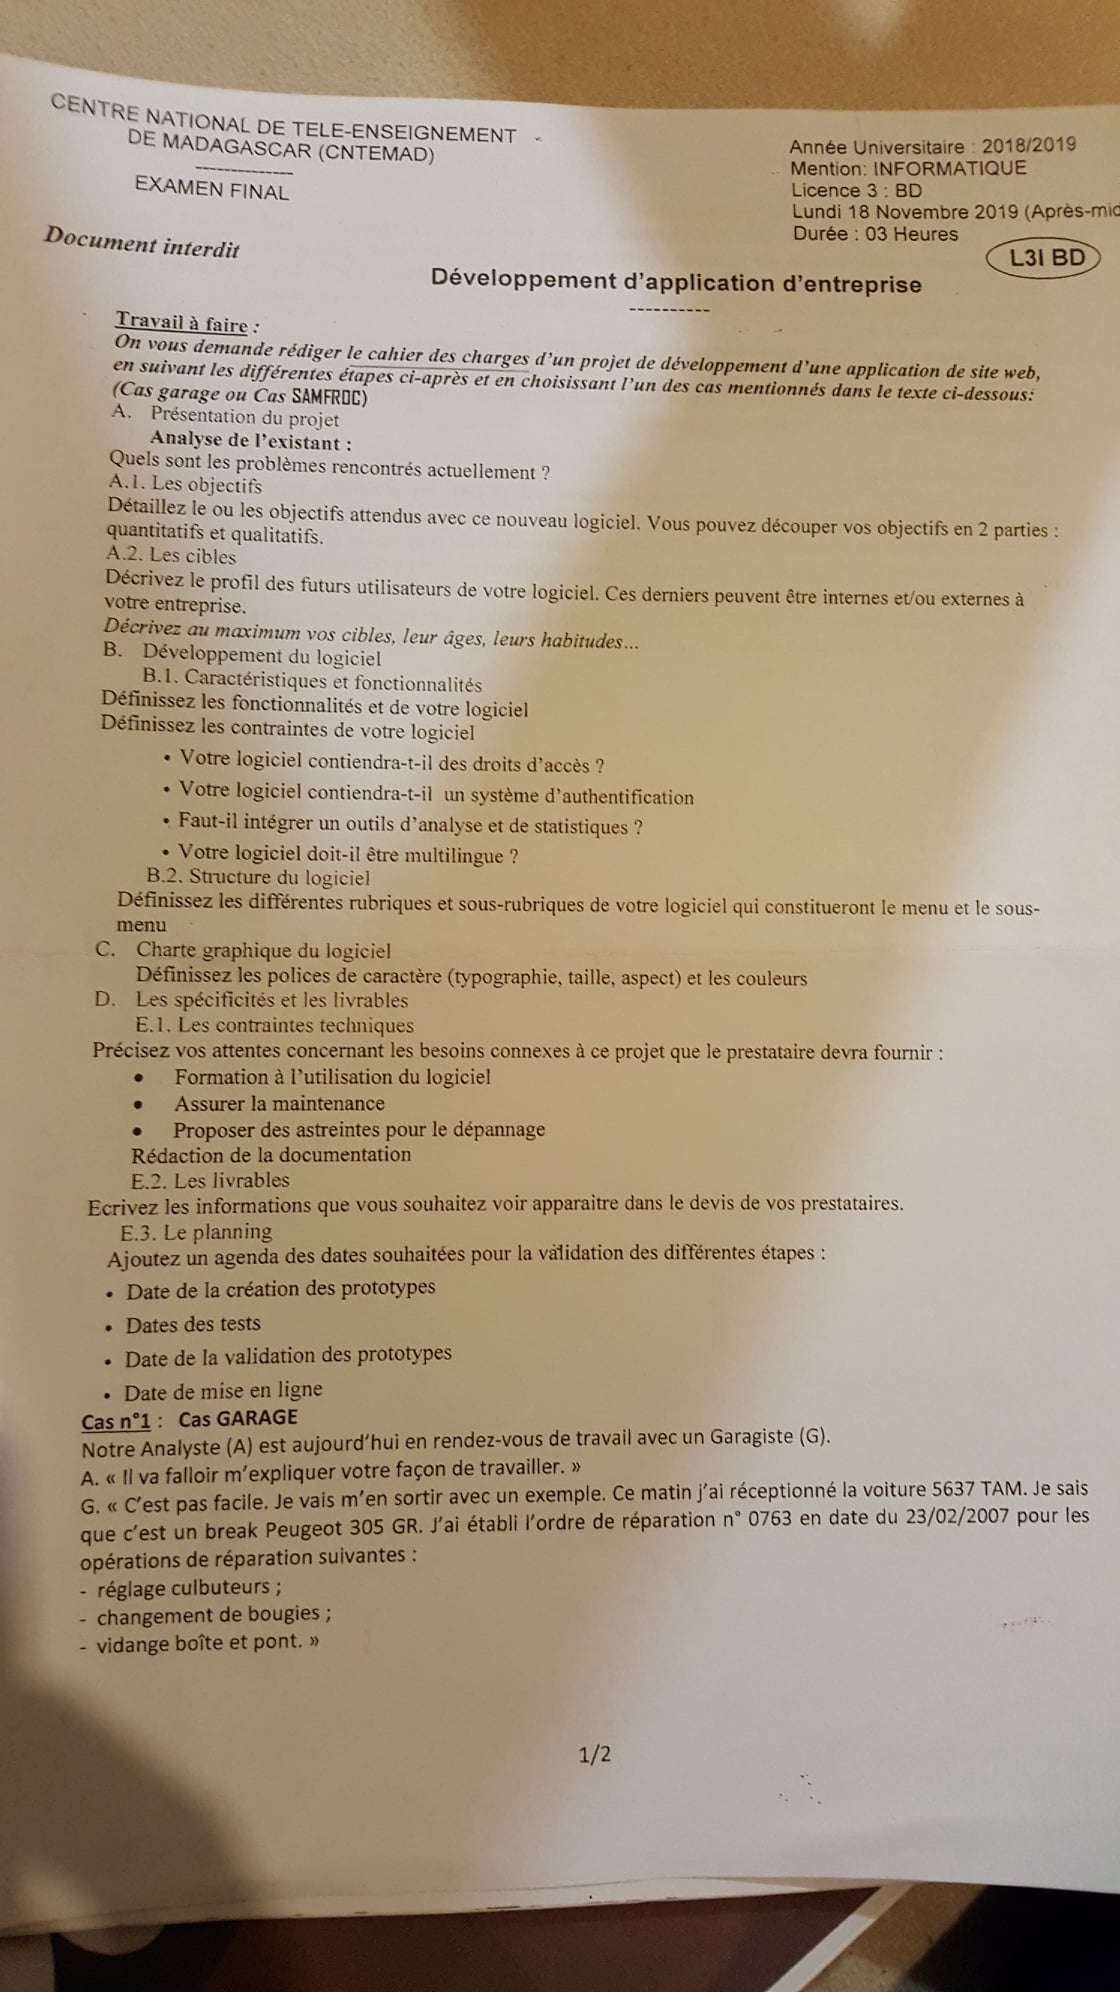 CENTRE NATIONAL DE TELE-ENSEIGNEMENT
DE MADAGASCAR (CNTEMAD)
--------------
EXAMEN FINAL
Année Universitaire : 2018/2019
Mention: INFORMATIQUE
Licence 3 : BD
Lundi 18 Novembre 2019 (Après-mid
Durée : 03 Heures
Document interdit
L3I BD
Développement d'application d'entreprise
----------
Travail à faire :
On vous demande rédiger le cahier des charges d'un projet de développement d'une application de site web,
en suivant les différentes étapes ci-après et en choisissant l'un des cas mentionnés dans le texte ci-dessous:
(Cas garage ou Cas SAMFROC)
A. Présentation du projet
Analyse de l'existant :
Quels sont les problèmes rencontrés actuellement ?
A.1. Les objectifs
Détaillez le ou les objectifs attendus avec ce nouveau logiciel. Vous pouvez découper vos objectifs en 2 parties :
quantitatifs et qualitatifs.
A.2. Les cibles
Décrivez le profil des futurs utilisateurs de votre logiciel. Ces derniers peuvent être internes et/ou externes à
votre entreprise.
Décrivez au maximum vos cibles, leur âges, leurs habitudes...
B. Développement du logiciel
B.1. Caractéristiques et fonctionnalités
Définissez les fonctionnalités et de votre logiciel
Définissez les contraintes de votre logiciel
• Votre logiciel contiendra-t-il des droits d'accès ?
• Votre logiciel contiendra-t-il un système d'authentification
• Faut-il intégrer un outils d'analyse et de statistiques ?
• Votre logiciel doit-il être multilingue ?
B.2. Structure du logiciel
Définissez les différentes rubriques et sous-rubriques de votre logiciel qui constitueront le menu et le sous-
menu
C. Charte graphique du logiciel
Définissez les polices de caractère (typographie, taille, aspect) et les couleurs
D. Les spécificités et les livrables
E.1. Les contraintes techniques
Précisez vos attentes concernant les besoins connexes à ce projet que le prestataire devra fournir :
• Formation à l'utilisation du logiciel
• Assurer la maintenance
• Proposer des astreintes pour le dépannage
Rédaction de la documentation
E.2. Les livrables
Ecrivez les informations que vous souhaitez voir apparaitre dans le devis de vos prestataires.
E.3. Le planning
Ajoutez un agenda des dates souhaitées pour la validation des différentes étapes :
• Date de la création des prototypes
• Dates des tests
• Date de la validation des prototypes
• Date de mise en ligne
Cas n°1 : Cas GARAGE
Notre Analyste (A) est aujourd'hui en rendez-vous de travail avec un Garagiste (G).
A. « Il va falloir m'expliquer votre façon de travailler. »
G. « C'est pas facile. Je vais m'en sortir avec un exemple. Ce matin j'ai réceptionné la voiture 5637 TAM. Je sais
que c'est un break Peugeot 305 GR. J'ai établi l'ordre de réparation n° 0763 en date du 23/02/2007 pour les
opérations de réparation suivantes :
- réglage culbuteurs ;
- changement de bougies ;
- vidange boîte et pont. »
1/2